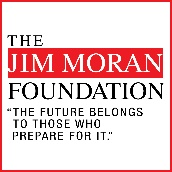 THE
JIM MORAN
FOUNDATION
“THE FUTURE BELONGS
TO THOSE WHO
PREPARE FOR IT.”